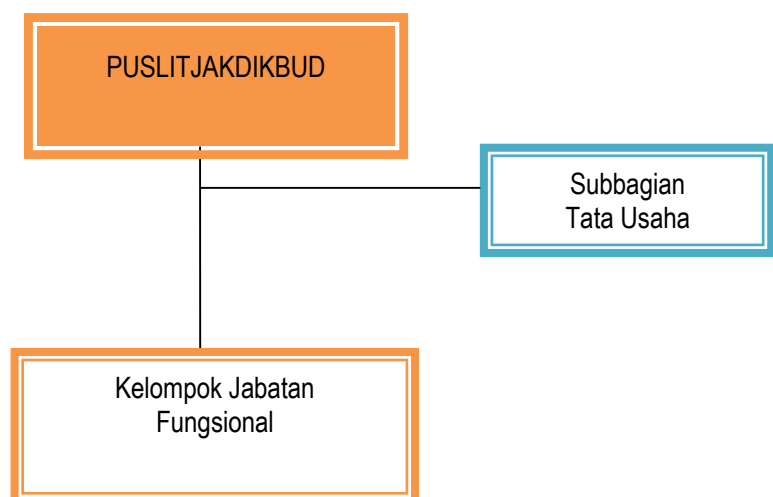 PUSLITJAKDIKBUD
Subbagian
Tata Usaha
Kelompok Jabatan
Fungsional